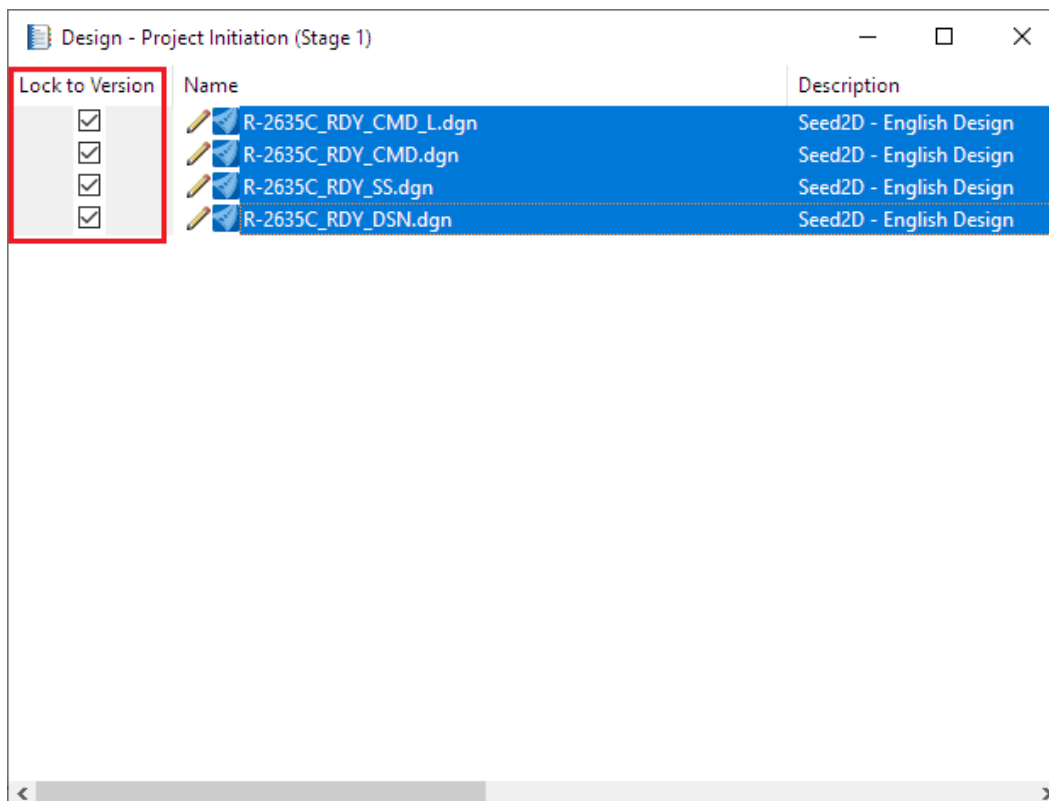 Design - Project Initiation (Stage 1)
Lock to Version Name Description
R-2635C_RDY_CMD_L.dgn Seed2D - English Design
R-2635C_RDY_CMD.dgn Seed2D - English Design
R-2635C_RDY_SS.dgn Seed2D - English Design
R-2635C_RDY_DSN.dgn Seed2D - English Design